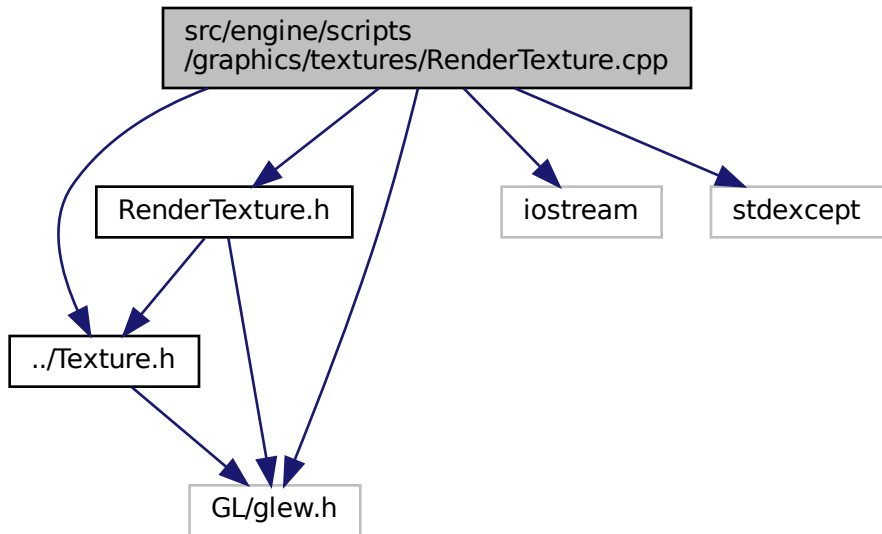 src/engine/scripts
/graphics/textures/RenderTexture.cpp
RenderTexture.h
iostream
stdexcept
../Texture.h
GL/glew.h